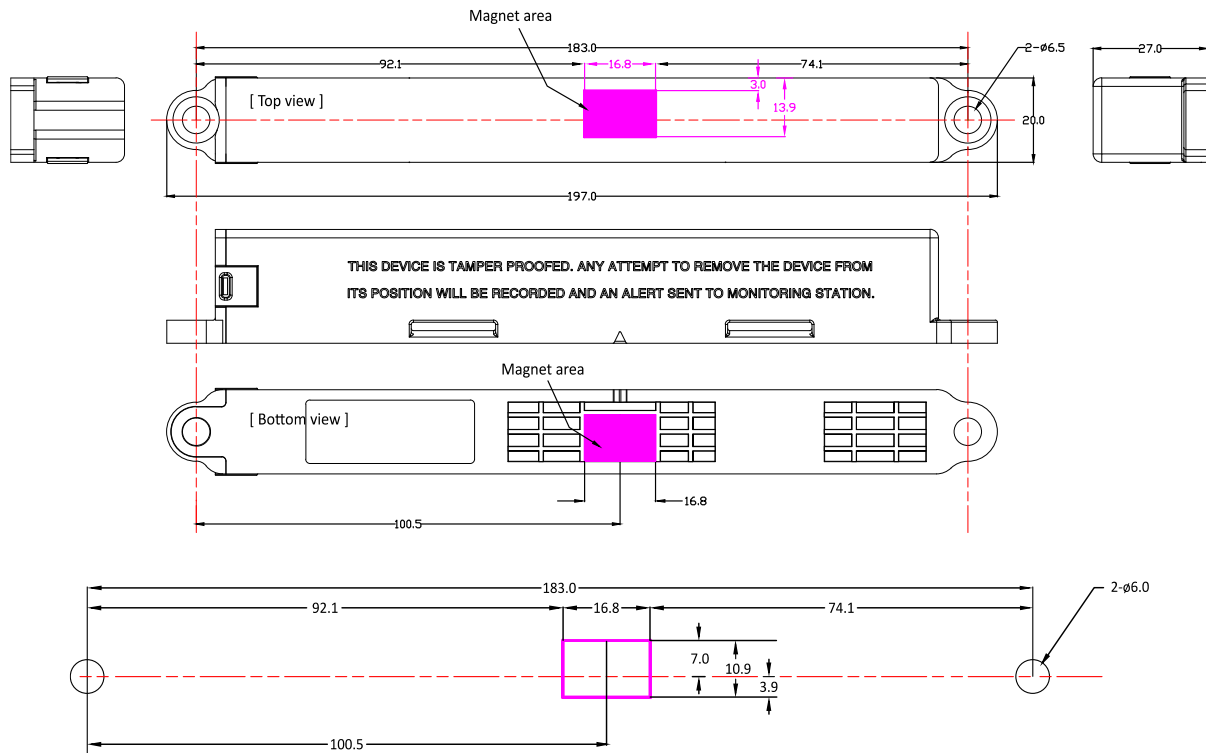 Magnet area
183.0
2-ø6.5
27.0
92.1
16.8
74.1
3.0
[ Top view ]
13.9
20.0
197.0
THIS DEVICE IS TAMPER PROOFED. ANY ATTEMPT TO REMOVE THE DEVICE FROM
ITS POSITION WILL BE RECORDED AND AN ALERT SENT TO MONITORING STATION.
Magnet area
[ Bottom view ]
16.8
100.5
183.0
2-ø6.0
92.1
16.8
74.1
7.0
10.9
3.9
100.5